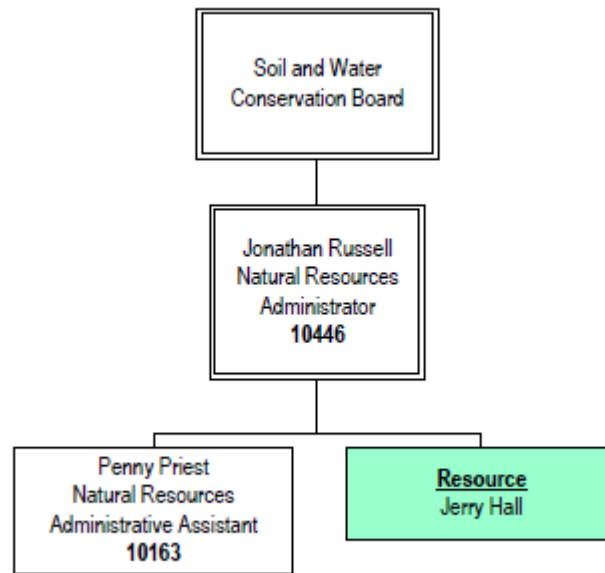 Soil and Water
Conservation Board
Jonathan Russell
Natural Resources
Administrator
10446
Penny Priest
Natural Resources
Administrative Assistant
10163
Resource
Jerry Hall